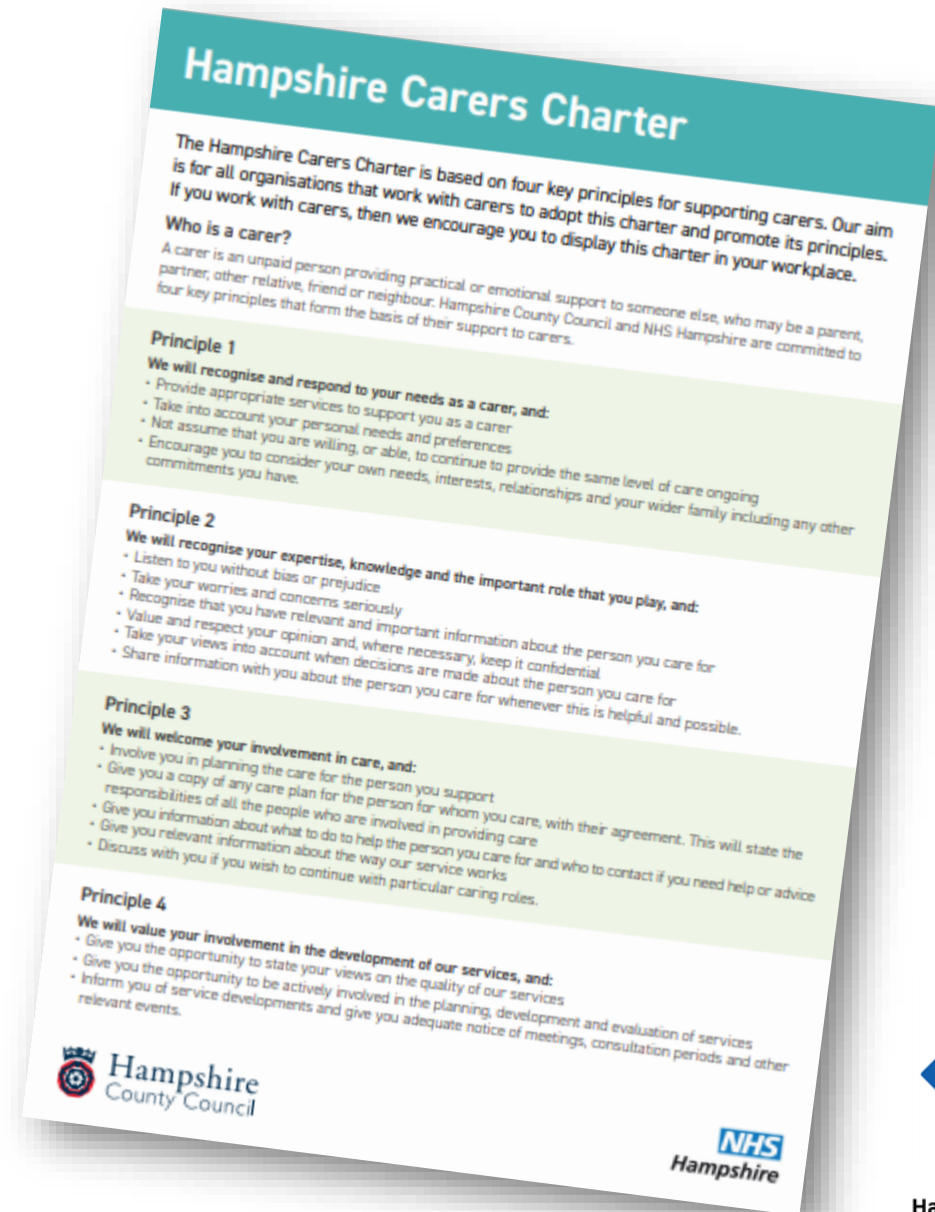 Hampshire Carers Charter
The Hampshire Carers Charter is based on four key principles for supporting carers. Our aim
is for all organisations that work with carers to adopt this charter and promote its principles.
If you work with carers, then we encourage you to display this charter in your workplace.
Who is a carer?
A carer is an unpaid person providing practical or emotional support to someone else, who may be a parent,
partner, other relative, friend or neighbour. Hampshire County Council and NHS Hampshire are committed to
four key principles that form the basis of their support to carers.
Principle 1
We will recognise and respond to your needs as a carer, and:
• Provide appropriate services to support you as a carer
• Take into account your personal needs and preferences
• Not assume that you are willing, or able, to continue to provide the same level of care ongoing
• Encourage you to consider your own needs, interests, relationships and your wider family including any other
commitments you have.
Principle 2
We will recognise your expertise, knowledge and the important role that you play, and:
• Listen to you without bias or prejudice
• Take your worries and concerns seriously
• Recognise that you have relevant and important information about the person you care for
• Value and respect your opinion and, where necessary, keep it confidential
• Take your views into account when decisions are made about the person you care for
• Share information with you about the person you care for whenever this is helpful and possible.
Principle 3
We will welcome your involvement in care, and:
• Involve you in planning the care for the person you support
• Give you a copy of any care plan for the person for whom you care, with their agreement. This will state the
responsibilities of all the people who are involved in providing care
• Give you information about what to do to help the person you care for and who to contact if you need help or advice
• Give you relevant information about the way our service works
• Discuss with you if you wish to continue with particular caring roles.
Principle 4
We will value your involvement in the development of our services, and:
• Give you the opportunity to state your views on the quality of our services
• Give you the opportunity to be actively involved in the planning, development and evaluation of services
• Inform you of service developments and give you adequate notice of meetings, consultation periods and other
relevant events.
Hampshire
County Council
NHS
Hampshire
Ha